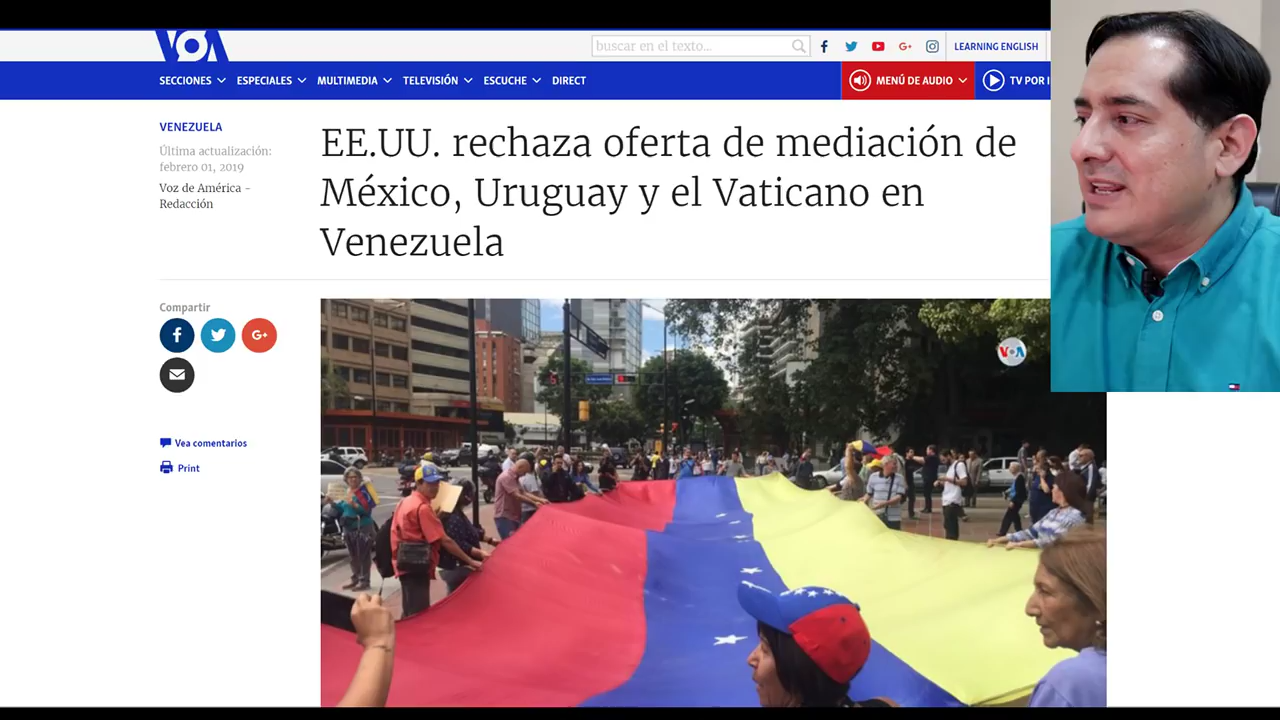 VOA
buscar en el texto...
LEARNING ENGLISH
SECCIONES
ESPECIALES
MULTIMEDIA
TELEVISIÓN
ESCUCHE
DIRECT
MENÚ DE AUDIO
TV POR I
VENEZUELA
Última actualización:
febrero 01, 2019
Voz de América -
Redacción
EE.UU. rechaza oferta de mediación de
México, Uruguay y el Vaticano en
Venezuela
Compartir
G+
Vea comentarios
Print
VOA